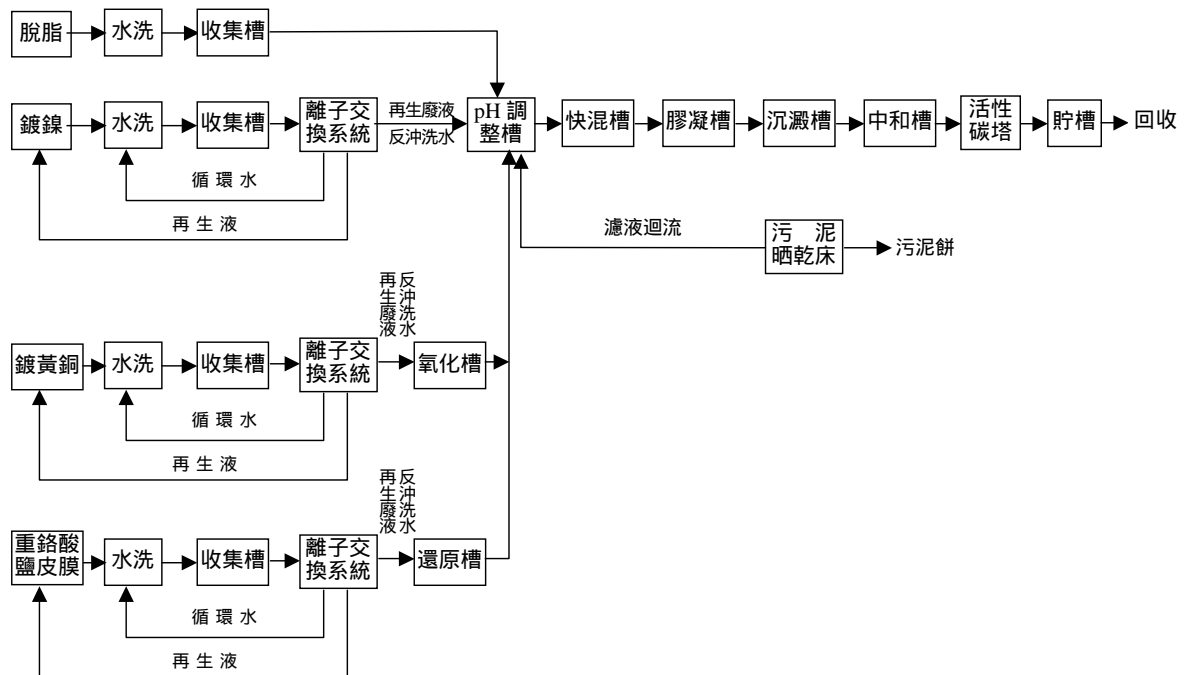 脫脂
水洗
收集槽
鍍鎳
水洗
收集槽
離子交
換系統
再生廢液
反沖洗水
pH 調
整槽
快混槽
膠凝槽
沉澱槽
中和槽
活性
碳塔
貯槽
回收
循環水
再生液
濾液迴流
污泥
晒乾床
污泥餅
鍍黃銅
水洗
收集槽
離子交
換系統
再生廢液
反沖洗水
氧化槽
循環水
再生液
重鉻酸
鹽皮膜
水洗
收集槽
離子交
換系統
再生廢液
反沖洗水
還原槽
循環水
再生液